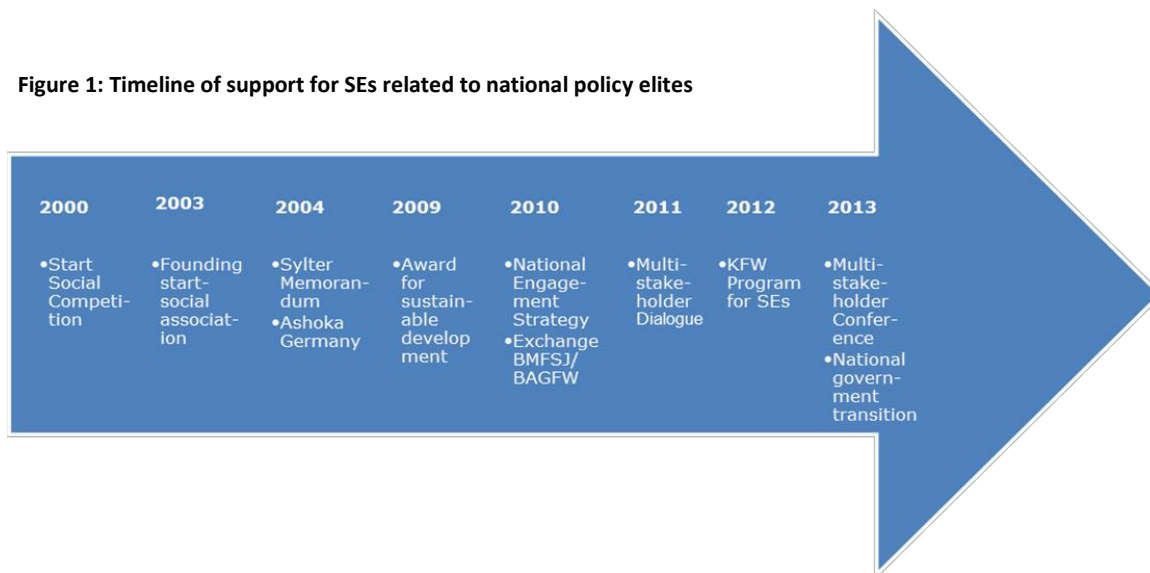 Figure 1: Timeline of support for SEs related to national policy elites
2000
•Start
Social
Competi-
tion
2003
•Founding
start-
social
associat-
ion
2004
•Sylter
Memoran-
dum
•Ashoka
Germany
2009
•Award
for
sustain-
able
develop
ment
2010
•National
Engage-
ment
Strategy
•Exchange
BMFSJ/
BAGFW
2011
•Multi-
stake-
holder
Dialogue
2012
•KFW
Program
for SEs
2013
•Multi-
stake-
holder
Confer-
ence
•National
govern-
ment
transition